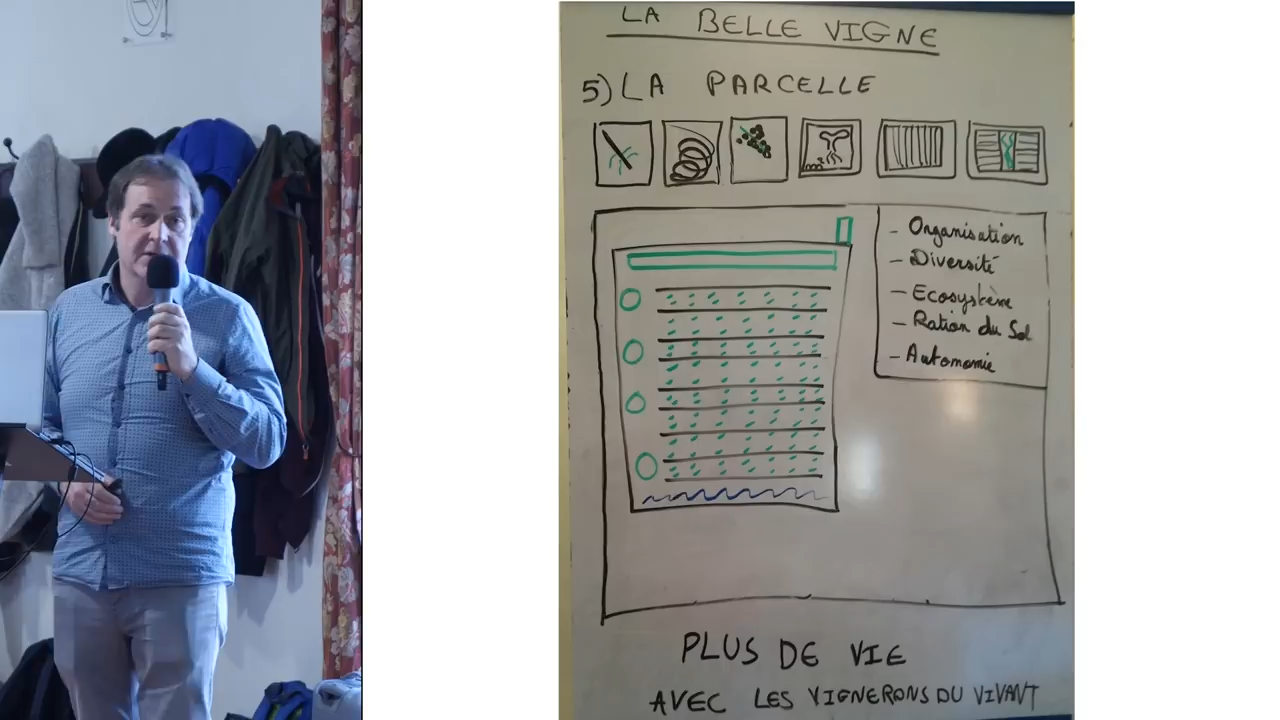 LA BELLE VIGNE
5) LA PARCELLE
- Organisation
- Diversité
- Ecosystème
- Ration du Sol
- Autonomie
PLUS DE VIE
AVEC LES VIGNERONS DU VIVANT